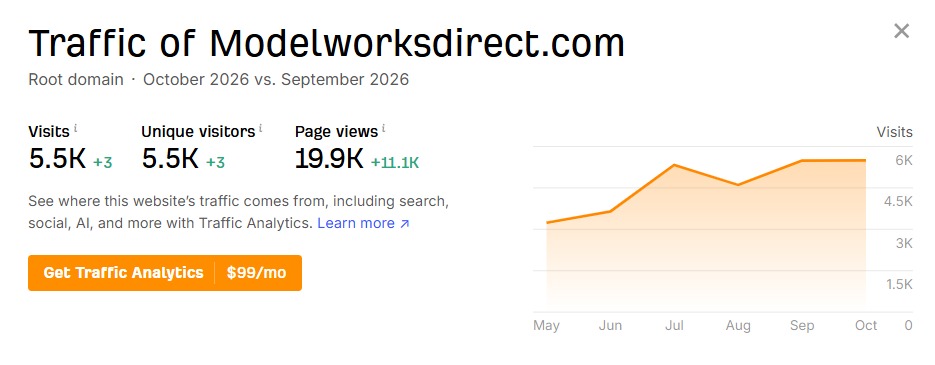 Traffic of Modelworksdirect.com
Root domain · October 2026 vs. September 2026
Visits i Unique visitors i Page views i
5.5K +3 5.5K +3 19.9K +11.1K
See where this website's traffic comes from, including search,
social, AI, and more with Traffic Analytics. Learn more ↗
Get Traffic Analytics $99/mo
Visits
6K
4.5K
3K
1.5K
May Jun Jul Aug Sep Oct 0